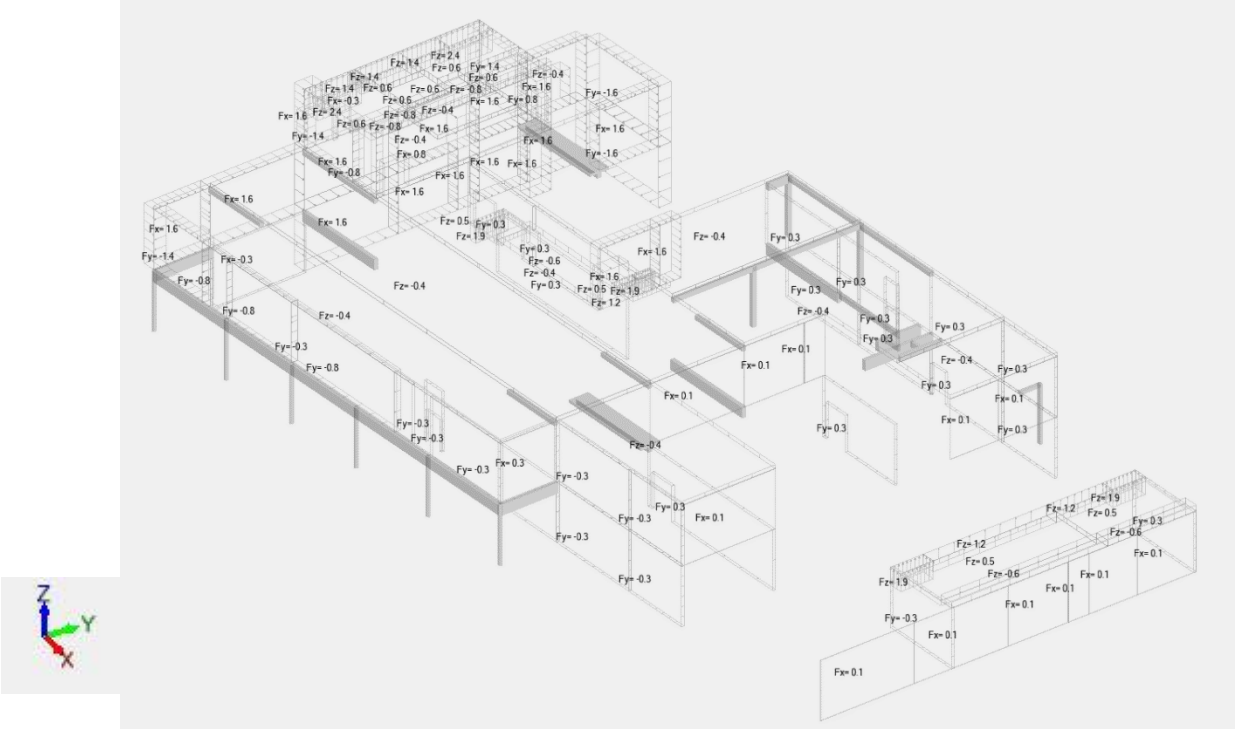 Fz= 2.4
Fz= 1.4
Fz= 0.6
Fy= 1.4
Fz= 0.6
Fz= -0.4
Fz= 1.4
Fz= 1.4
Fz= 0.6
Fz= 0.6
Fz= -0.8
Fx= 1.6
Fy= -1.6
Fx= -0.3
Fz= 0.6
Fx= 1.6
Fy= 0.8
Fx= 1.6
Fz= 2.4
Fz= -0.8
Fz= -0.4
Fz= 0.6
Fz= -0.8
Fx= 1.6
Fx= 1.6
Fy= -1.4
Fz= -0.4
Fx= 1.6
Fx= 0.8
Fy= -1.6
Fx= 1.6
Fx= 1.6
Fx= 1.6
Fy= -0.8
Fx= 1.6
Fx= 1.6
Fx= 1.6
Fx= 1.6
Fz= 0.5
Fy= 0.3
Fz= 1.9
Fz= -0.4
Fy= 0.3
Fy= 0.3
Fx= 1.6
Fy= -1.4
Fx= -0.3
Fz= -0.6
Fz= -0.4
Fy= 0.3
Fx= 1.6
Fx= 1.6
Fz= 0.5
Fz= 1.9
Fz= 1.2
Fy= -0.8
Fz= -0.4
Fy= 0.3
Fy= 0.3
Fy= -0.8
Fz= -0.4
Fz= -0.4
Fy= 0.3
Fy= 0.3
Fy= 0.3
Fy= -0.3
Fx= 0.1
Fx= 0.1
Fz= -0.4
Fy= 0.3
Fy= -0.8
Fy= 0.3
Fx= 0.1
Fx= 0.1
Fx= 0.1
Fy= -0.3
Fy= -0.3
Fy= 0.3
Fy= 0.3
Fz= -0.4
Fy= -0.3
Fx= 0.3
Fy= -0.3
Fy= 0.3
Fy= -0.3
Fx= 0.1
Fy= -0.3
Fy= -0.3
Fz= 1.9
Fz= 1.2
Fz= 0.5
Fy= 0.3
Fz= -0.6
Fz= 1.2
Fx= 0.1
Fz= 0.5
Fz= -0.6
Fx= 0.1
Fz= 1.9
Fx= 0.1
Fx= 0.1
Fy= -0.3
Fx= 0.1
Fx= 0.1
Z
Y
X